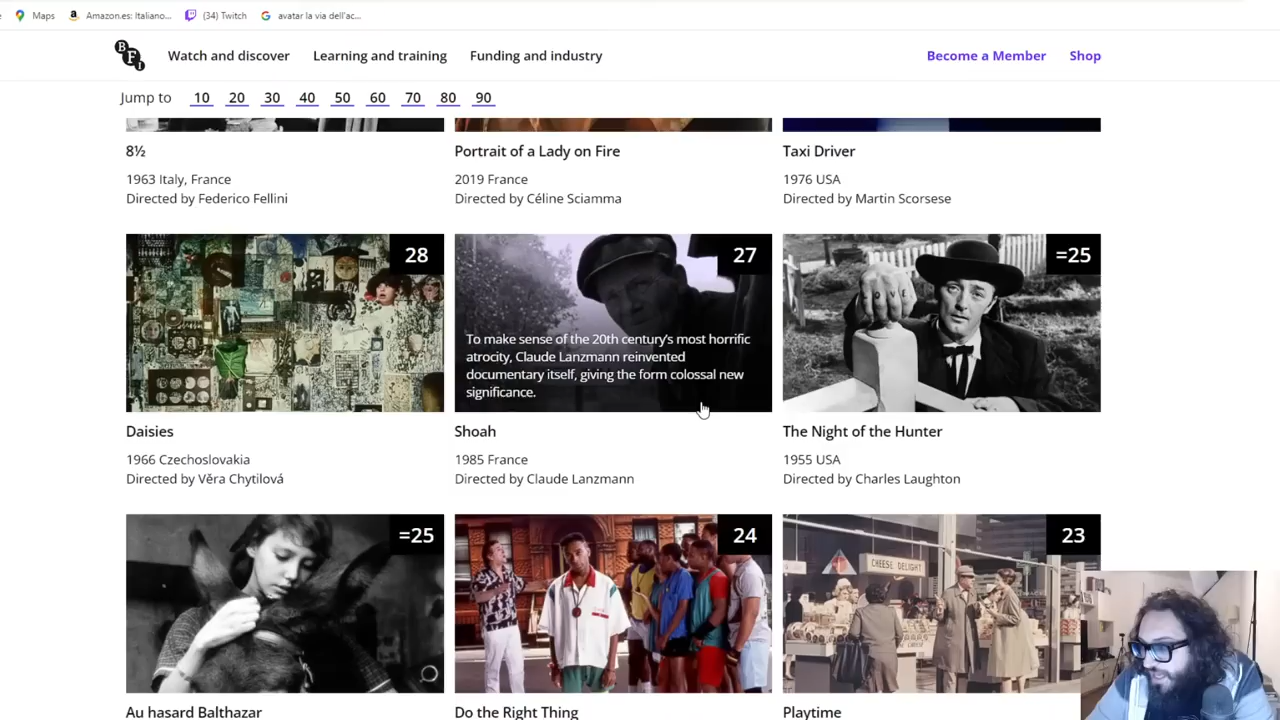 Maps
Amazon.es: Italiano...
(34) Twitch
avatar la via dell'ac...
BFI
Watch and discover
Learning and training
Funding and industry
Become a Member
Shop
Jump to
10
20
30
40
50
60
70
80
90
8½
1963 Italy, France
Directed by Federico Fellini
Portrait of a Lady on Fire
2019 France
Directed by Céline Sciamma
Taxi Driver
1976 USA
Directed by Martin Scorsese
28
Daisies
1966 Czechoslovakia
Directed by Věra Chytilová
27
To make sense of the 20th century's most horrific
atrocity, Claude Lanzmann reinvented
documentary itself, giving the form colossal new
significance.
Shoah
1985 France
Directed by Claude Lanzmann
=25
The Night of the Hunter
1955 USA
Directed by Charles Laughton
=25
Au hasard Balthazar
24
Do the Right Thing
23
CHEESE DELIGHT
Playtime